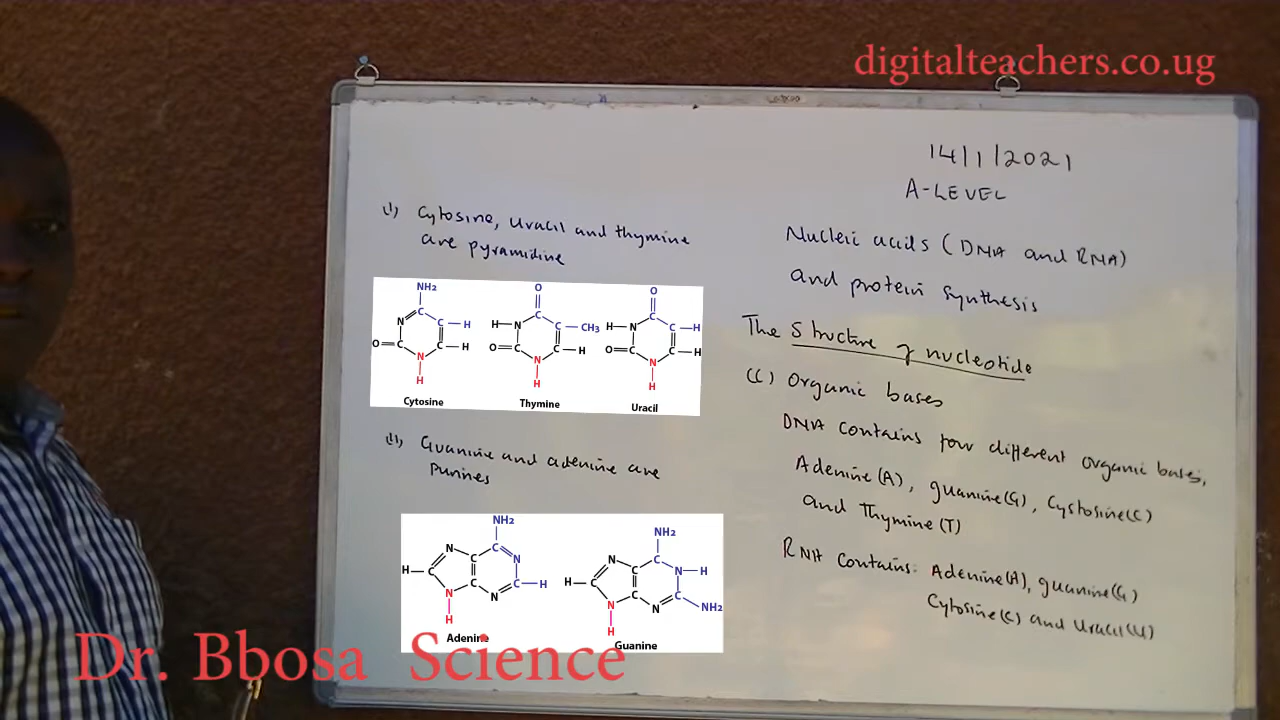 digitalteachers.co.ug
14/1/2021
A-LEVEL
Nucleic acids (DNA and RNA)
and protein synthesis
The Structure of nucleotide
(C) Organic bases
DNA contains four different organic bases,
Adenine(A), guanine(G), Cystosine(C)
and Thymine(T)
RNA contains: Adenine(A), guanine(G)
Cytosine(C) and Uracil(U)
(i) Cytosine, Uracil and thymine
are pyramidine
NH2
C
N
C
H
O
C
C
H
N
H
Cytosine
O
C
H
N
C
CH3
O
C
C
H
N
H
Thymine
O
C
H
N
C
H
O
C
C
H
N
H
Uracil
(ii) Guanine and adenine are
Purines
NH2
N
C
C
N
H
C
C
C
H
N
N
H
Adenine
NH2
N
C
C
N
H
H
C
C
C
N
N
NH2
H
Guanine
Dr. Bbosa Science